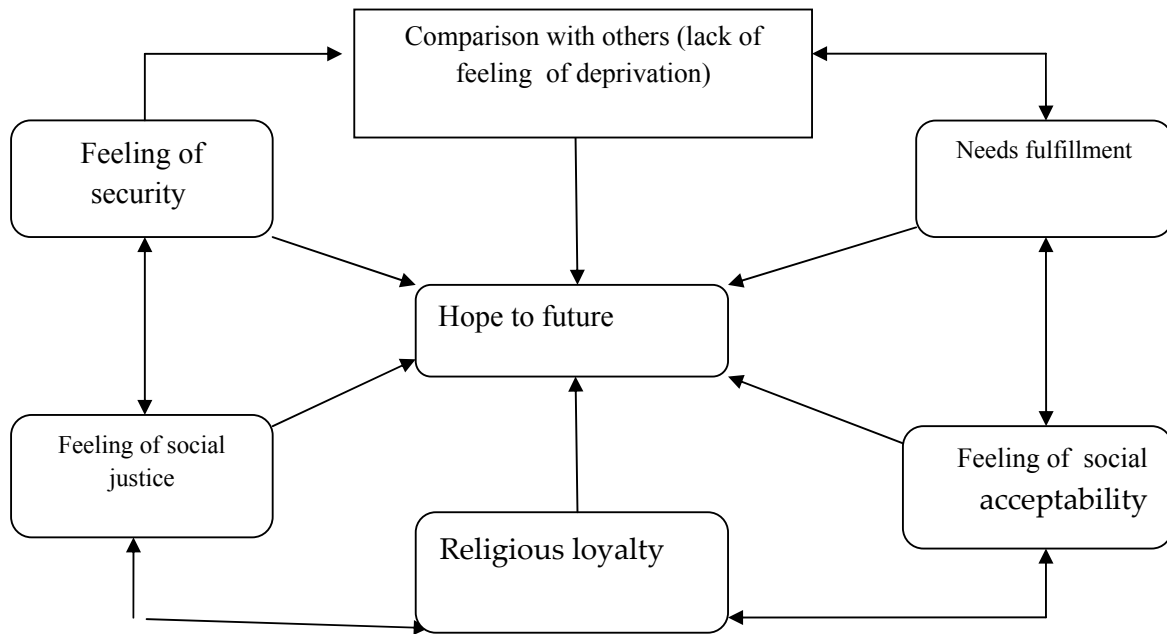 Comparison with others (lack of
feeling of deprivation)
Feeling of
security
Needs fulfillment
Hope to future
Feeling of social
justice
Feeling of social
acceptability
Religious loyalty